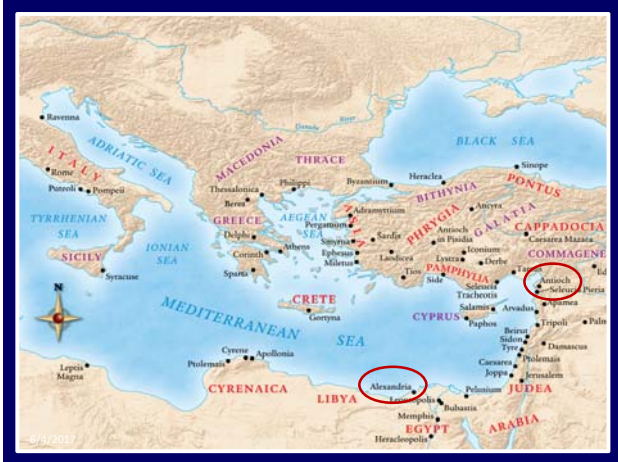 Ravenna
ADRIATIC SEA
ITALY
Rome
Puteoli
Pompeii
TYRRHENIAN
SEA
SICILY
Syracuse
IONIAN
SEA
Danube River
MACEDONIA
THRACE
Thessalonica
Philippi
Berea
Byzantium
Heraclea
BLACK SEA
Sinope
BITHYNIA
PONTUS
GREECE
Delphi
Corinth
Athens
Sparta
AEGEAN
SEA
ASIA
Adramyttium
Pergamum
Smyrna
Sardis
Ephesus
Miletus
Laodicea
Tios
PHRYGIA
Antioch
in Pisidia
Ancyra
GALATIA
Iconium
Lystra
Derbe
CAPPADOCIA
Caesarea Mazaca
COMMAGENE
PAMPHYLIA
Side
Seleucia
Tracheotis
Antioch
Seleucia Pieria
Apamea
CYPRUS
Salamis
Paphos
Arvadus
Tripoli
Beirut
Sidon
Tyre
Damascus
Ptolemais
Caesarea
Joppa
Jerusalem
JUDEA
N
CRETE
Gortyna
MEDITERRANEAN SEA
Leptis
Magna
Ptolemais
Cyrene
Apollonia
CYRENAICA
LIBYA
Alexandria
Pelusium
Bubastis
Memphis
EGYPT
Heracleopolis
ARABIA